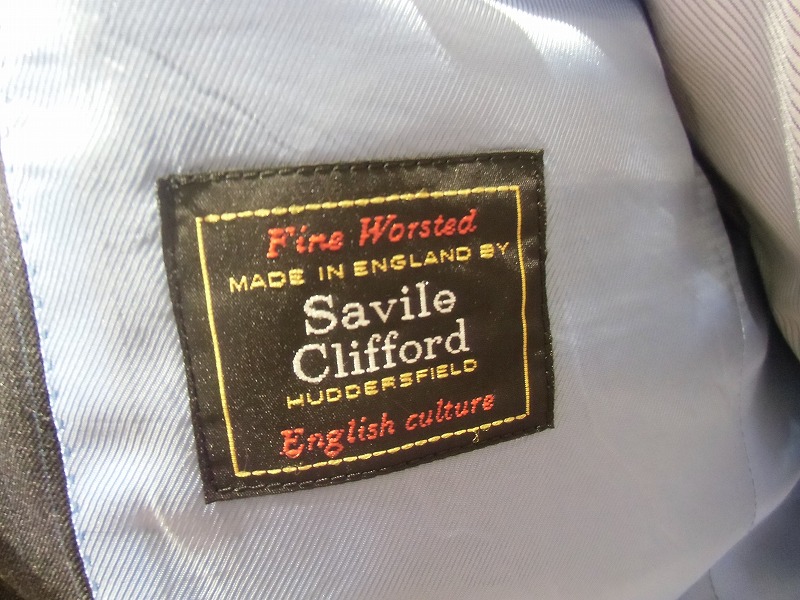 Fine Worsted
MADE IN ENGLAND BY
Savile
Clifford
HUDDERSFIELD
English culture